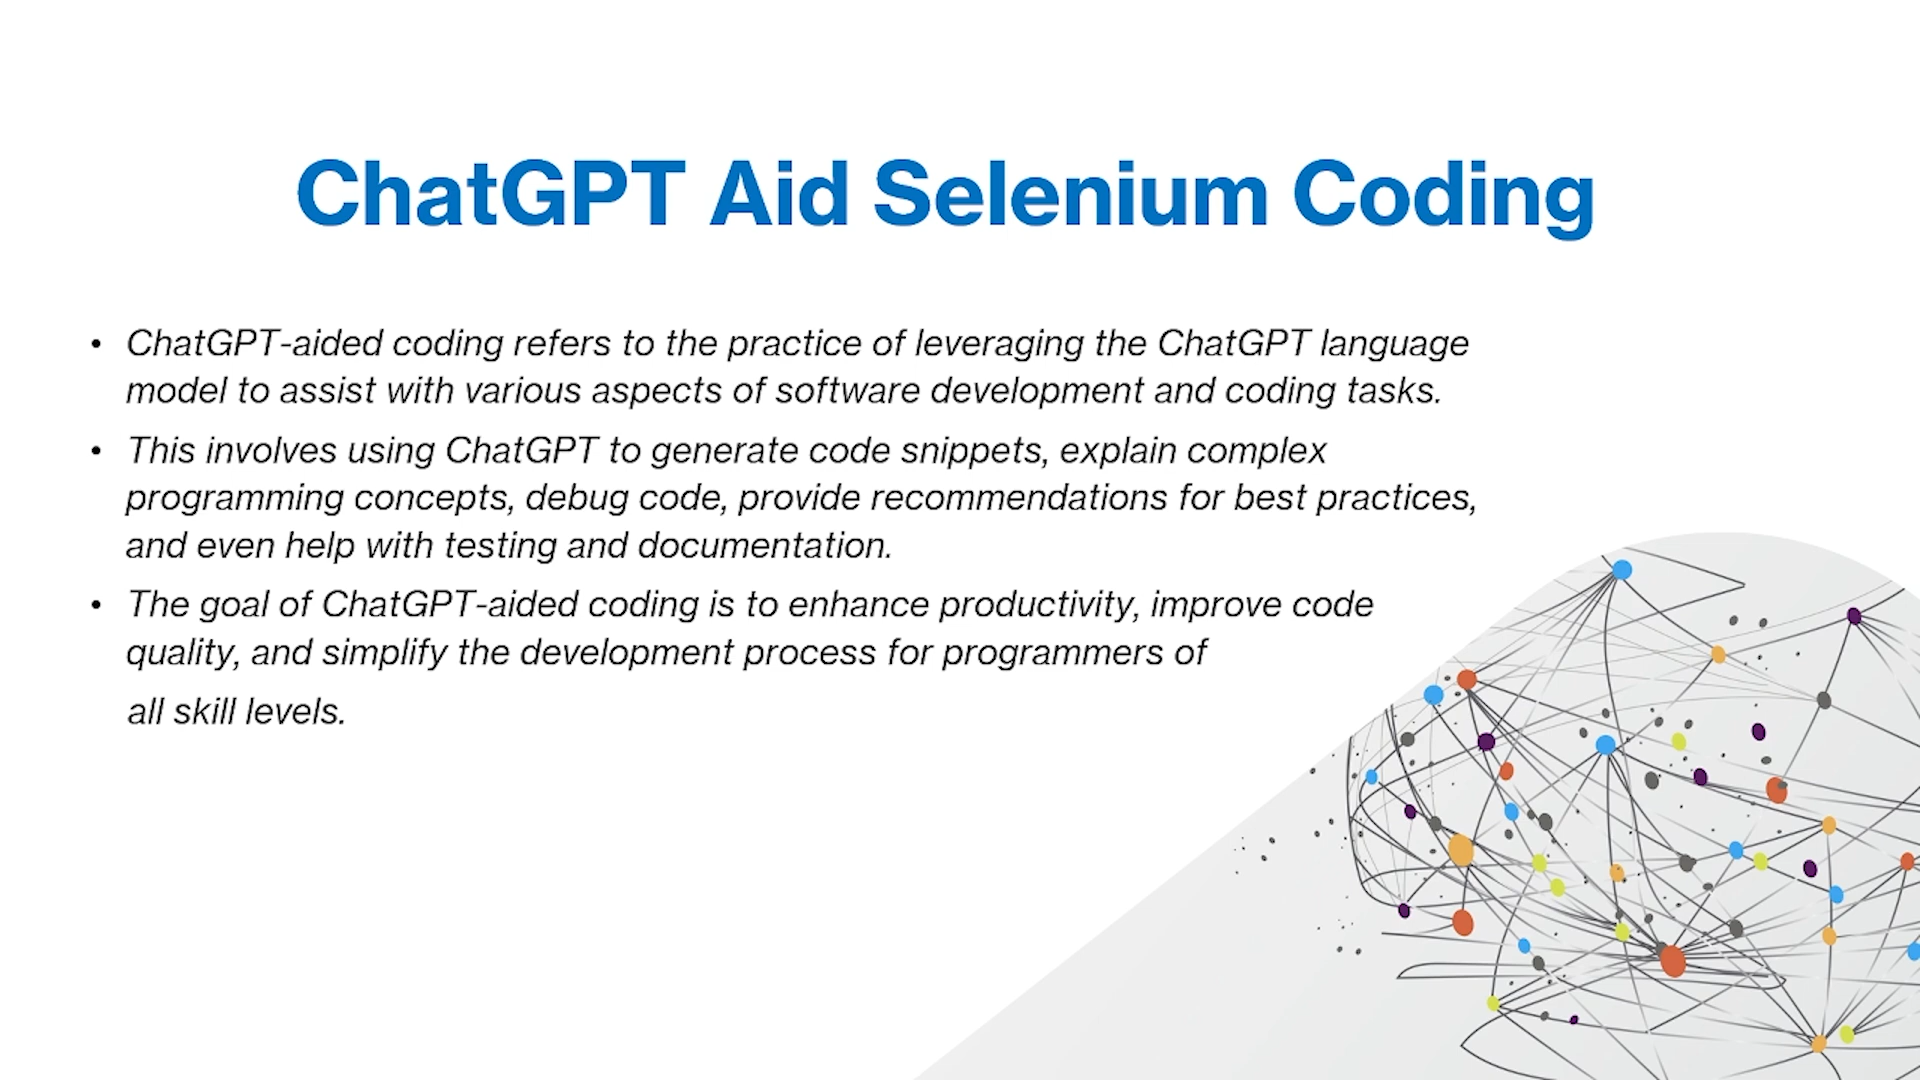 ChatGPT Aid Selenium Coding
• ChatGPT-aided coding refers to the practice of leveraging the ChatGPT language
model to assist with various aspects of software development and coding tasks.
• This involves using ChatGPT to generate code snippets, explain complex
programming concepts, debug code, provide recommendations for best practices,
and even help with testing and documentation.
• The goal of ChatGPT-aided coding is to enhance productivity, improve code
quality, and simplify the development process for programmers of
all skill levels.